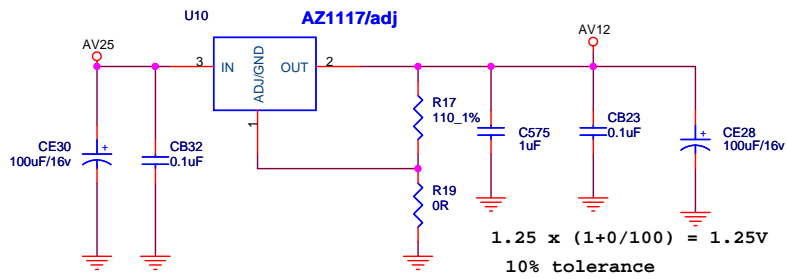 U10
AZ1117/adj
AV25
AV12
3
IN
OUT
2
ADJ/GND
1
R17
110_1%
C575
1uF
CB23
0.1uF
CE28
100uF/16v
CE30
100uF/16v
CB32
0.1uF
R19
0R
1.25 x (1+0/100) = 1.25V
10% tolerance